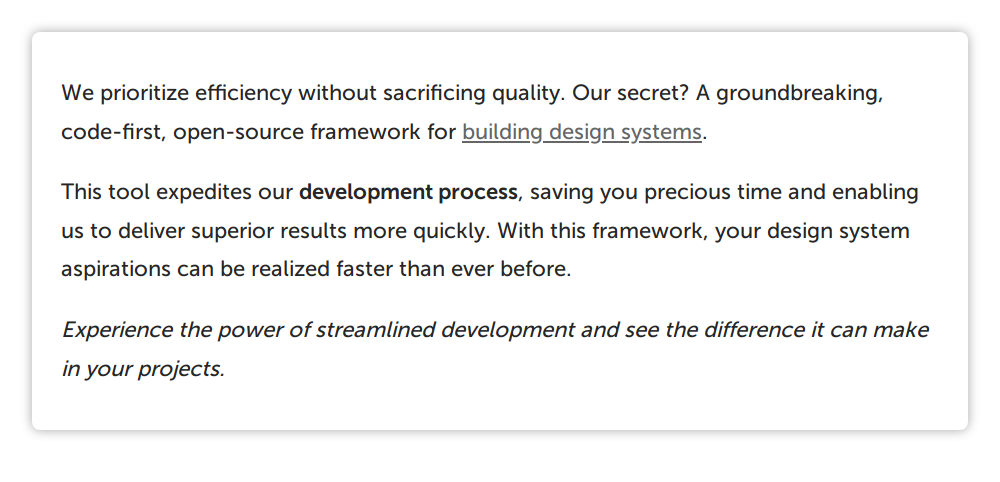 We prioritize efficiency without sacrificing quality. Our secret? A groundbreaking,
code-first, open-source framework for building design systems.
This tool expedites our development process, saving you precious time and enabling
us to deliver superior results more quickly. With this framework, your design system
aspirations can be realized faster than ever before.
Experience the power of streamlined development and see the difference it can make
in your projects.